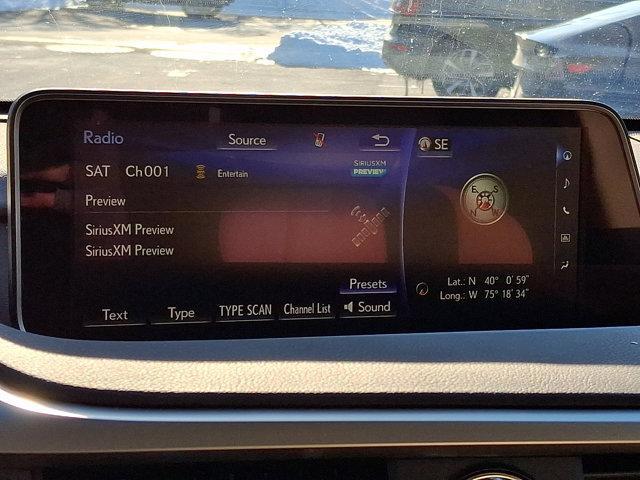 Radio
Source
SE
SAT Ch001
Entertain
SIRIUSXM
PREVIEW
Preview
E S
N W
SiriusXM Preview
SiriusXM Preview
Presets
Lat.: N 40° 0' 59"
Long.: W 75° 18' 34"
Text
Type
TYPE SCAN
Channel List
Sound